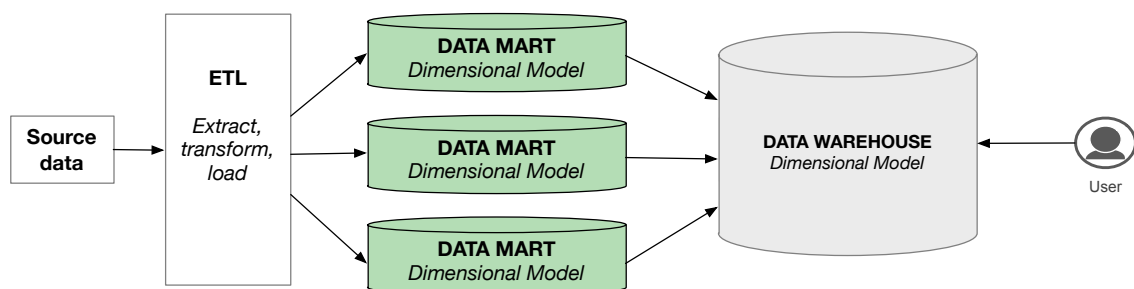 Source
data
ETL
Extract,
transform,
load
DATA MART
Dimensional Model
DATA MART
Dimensional Model
DATA MART
Dimensional Model
DATA WAREHOUSE
Dimensional Model
User